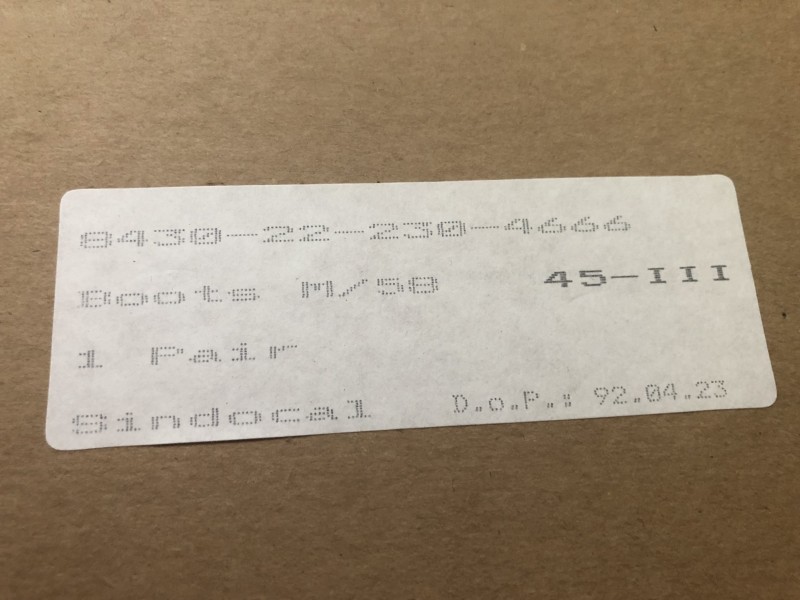 8430-22-230-4666
Boots M/58 45-III
1 Pair
Sindocal D.o.P.: 92.04.23